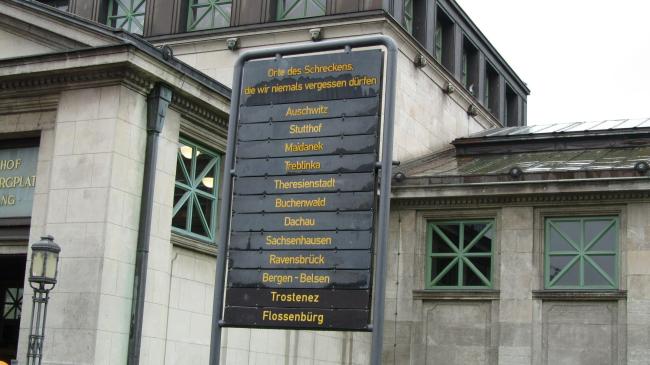 Orte des Schreckens,
die wir niemals vergessen dürfen
Auschwitz
Stutthof
Maidanek
Treblinka
Theresienstadt
Buchenwald
Dachau
Sachsenhausen
Ravensbrück
Bergen-Belsen
Trostenez
Flossenbürg